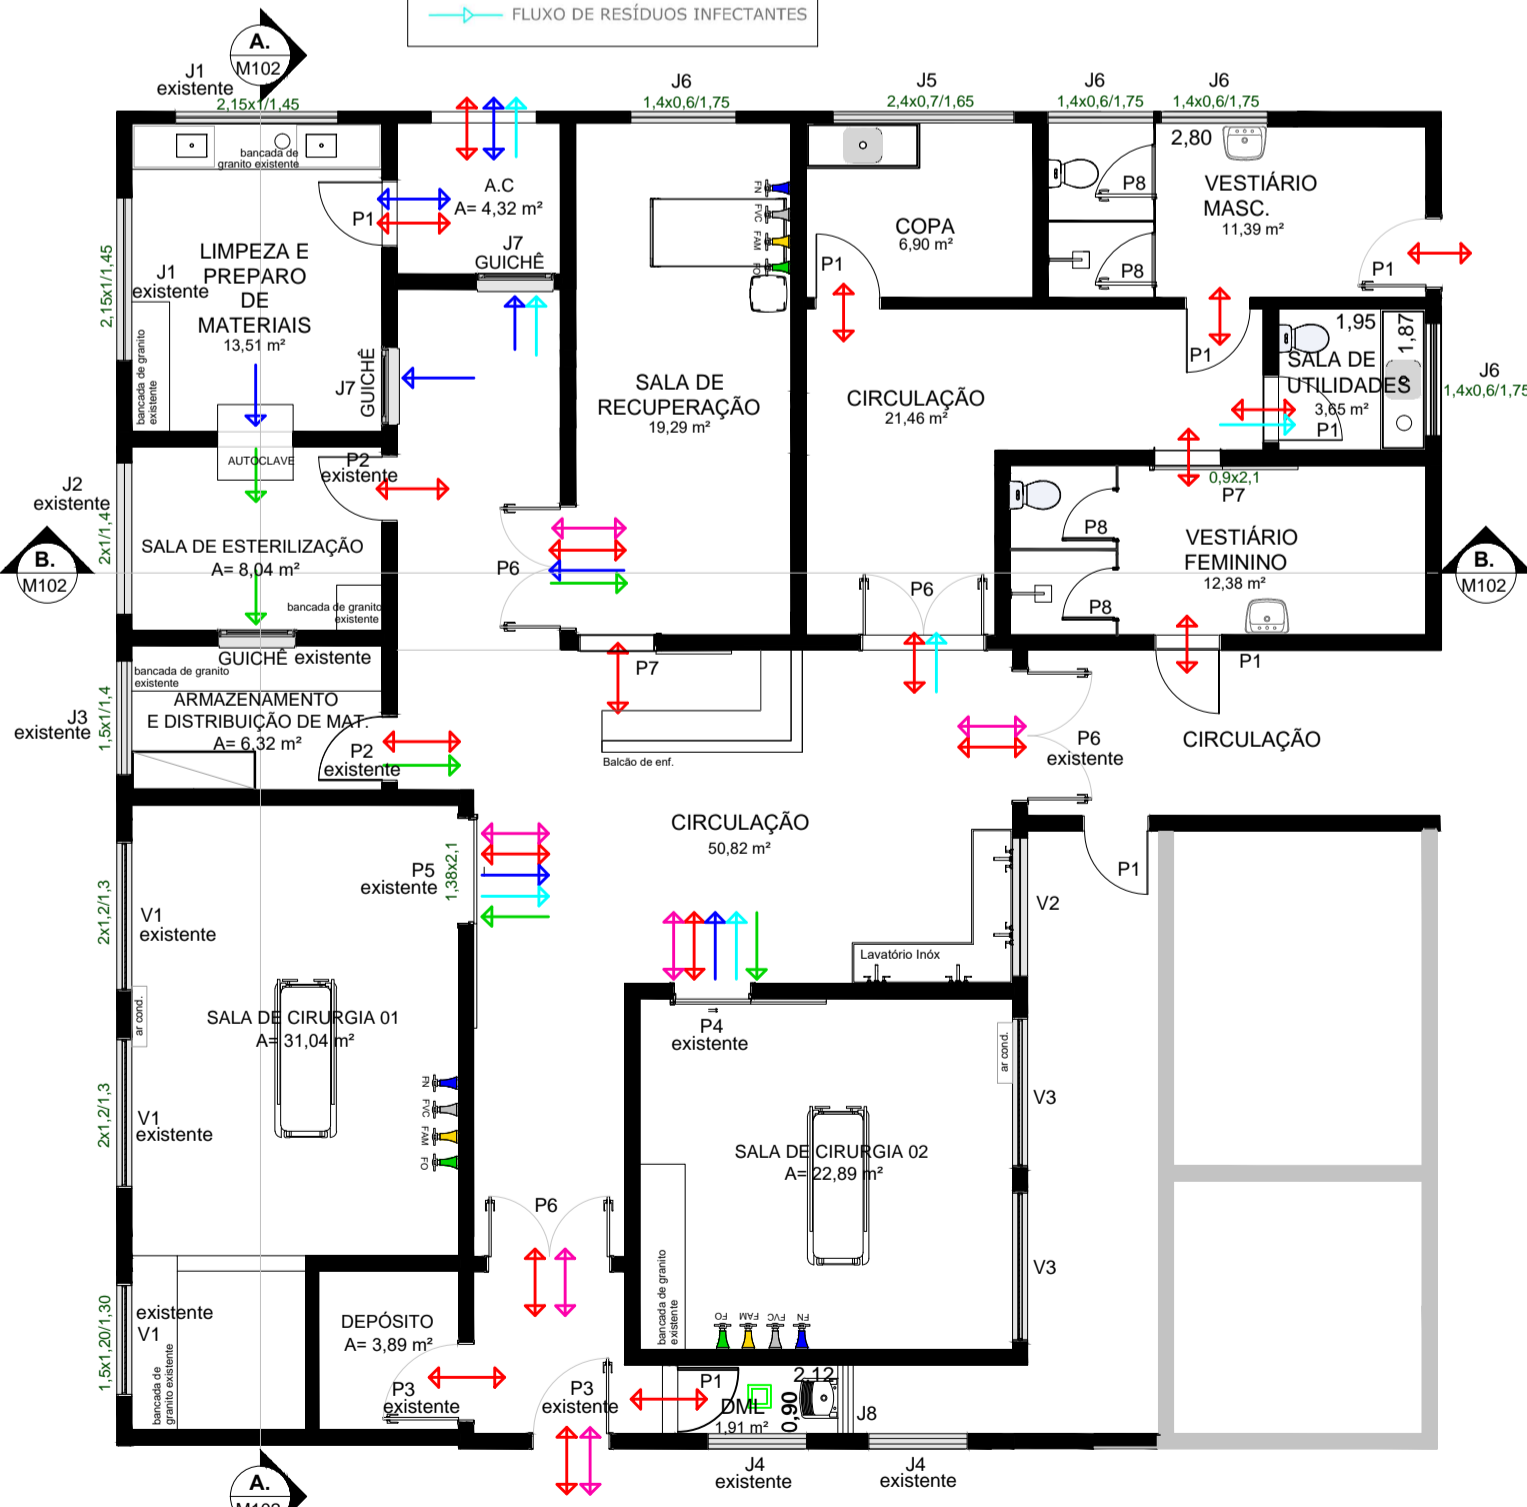 FLUXO DE RESÍDUOS INFECTANTES
A.
M102
J1
existente
2,15x1/1,45
J6
1,4x0,6/1,75
J5
2,4x0,7/1,65
J6
1,4x0,6/1,75
J6
1,4x0,6/1,75
bancada de
granito existente
A.C
A= 4,32 m²
P1
J7
GUICHÊ
FN
FVC
FAM
FO
COPA
6,90 m²
P1
2,80
P8
VESTIÁRIO
MASC.
11,39 m²
P8
P1
2,15x1/1,45
J1
existente
LIMPEZA E
PREPARO
DE
MATERIAIS
13,51 m²
bancada de granito
existente
J7
GUICHÊ
SALA DE
RECUPERAÇÃO
19,29 m²
CIRCULAÇÃO
21,46 m²
P1
1,95
1,87
SALA DE
UTILIDADES
3,65 m²
P1
J6
1,4x0,6/1,75
AUTOCLAVE
P2
existente
J2
existente
2x1/1,4
0,9x2,1
P7
B.
M102
SALA DE ESTERILIZAÇÃO
A= 8,04 m²
bancada de granito
existente
P6
P6
P8
P8
VESTIÁRIO
FEMININO
12,38 m²
B.
M102
GUICHÊ existente
bancada de granito
existente
P7
P1
J3
existente
1,5x1/1,4
ARMAZENAMENTO
E DISTRIBUIÇÃO DE MAT.
A= 6,32 m²
P2
existente
Balcão de enf.
P6
existente
CIRCULAÇÃO
CIRCULAÇÃO
50,82 m²
P5
existente
1,38x2,1
P1
2x1,2/1,3
V1
existente
V2
Lavatório Inóx
ar cond.
SALA DE CIRURGIA 01
A= 31,04 m²
P4
existente
ar cond.
2x1,2/1,3
V1
existente
FN
FVC
FAM
FO
V3
SALA DE CIRURGIA 02
A= 22,89 m²
P6
bancada de granito
existente
V3
existente
V1
1,5x1,20/1,30
DEPÓSITO
A= 3,89 m²
FO
FAM
FVC
FN
bancada de
granito existente
P3
existente
P3
existente
P1
2,12
DML
1,91 m²
0,90
J8
J4
existente
J4
existente
A.
M102